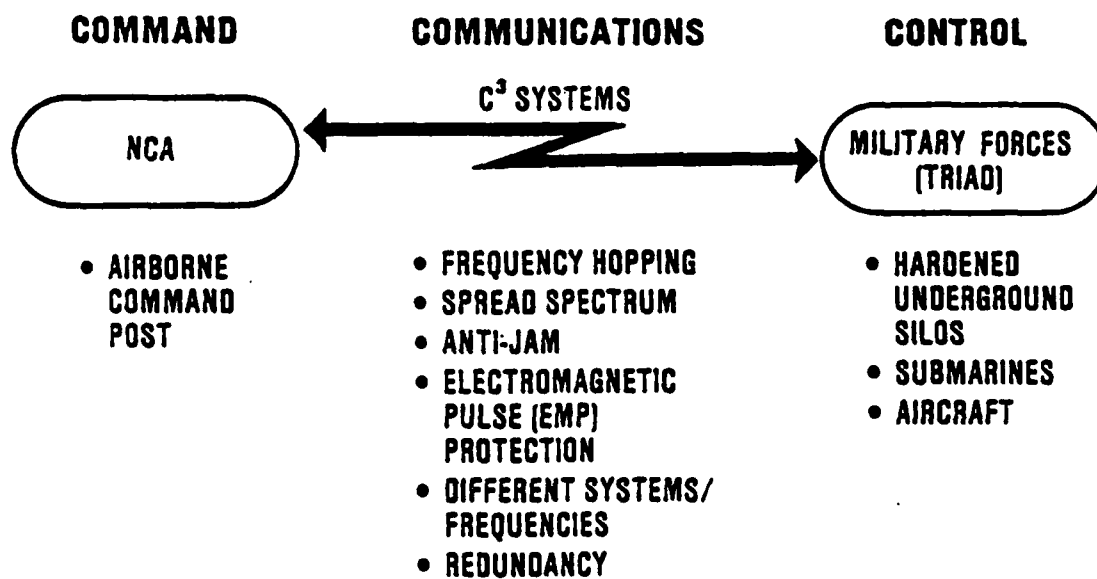 COMMAND
COMMUNICATIONS
CONTROL
C³ SYSTEMS
NCA
MILITARY FORCES
(TRIAD)
• AIRBORNE
COMMAND
POST
• FREQUENCY HOPPING
• SPREAD SPECTRUM
• ANTI-JAM
• ELECTROMAGNETIC
PULSE (EMP)
PROTECTION
• DIFFERENT SYSTEMS/
FREQUENCIES
• REDUNDANCY
• HARDENED
UNDERGROUND
SILOS
• SUBMARINES
• AIRCRAFT